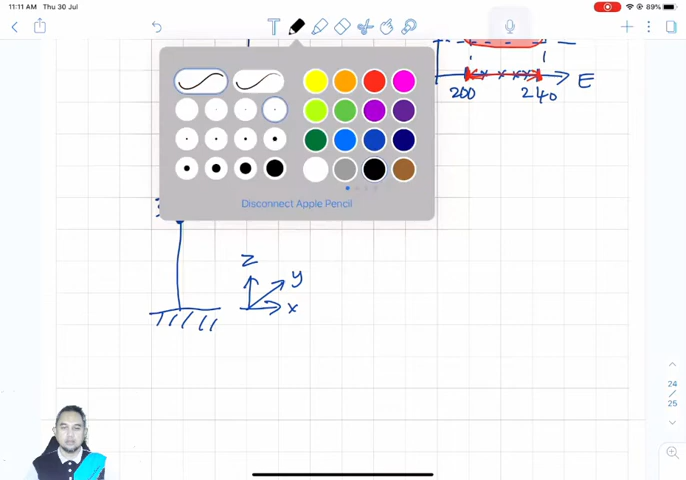 11:11 AM Thu 30 Jul
89%
T
200
240
E
Disconnect Apple Pencil
z
y
x
24
/
25